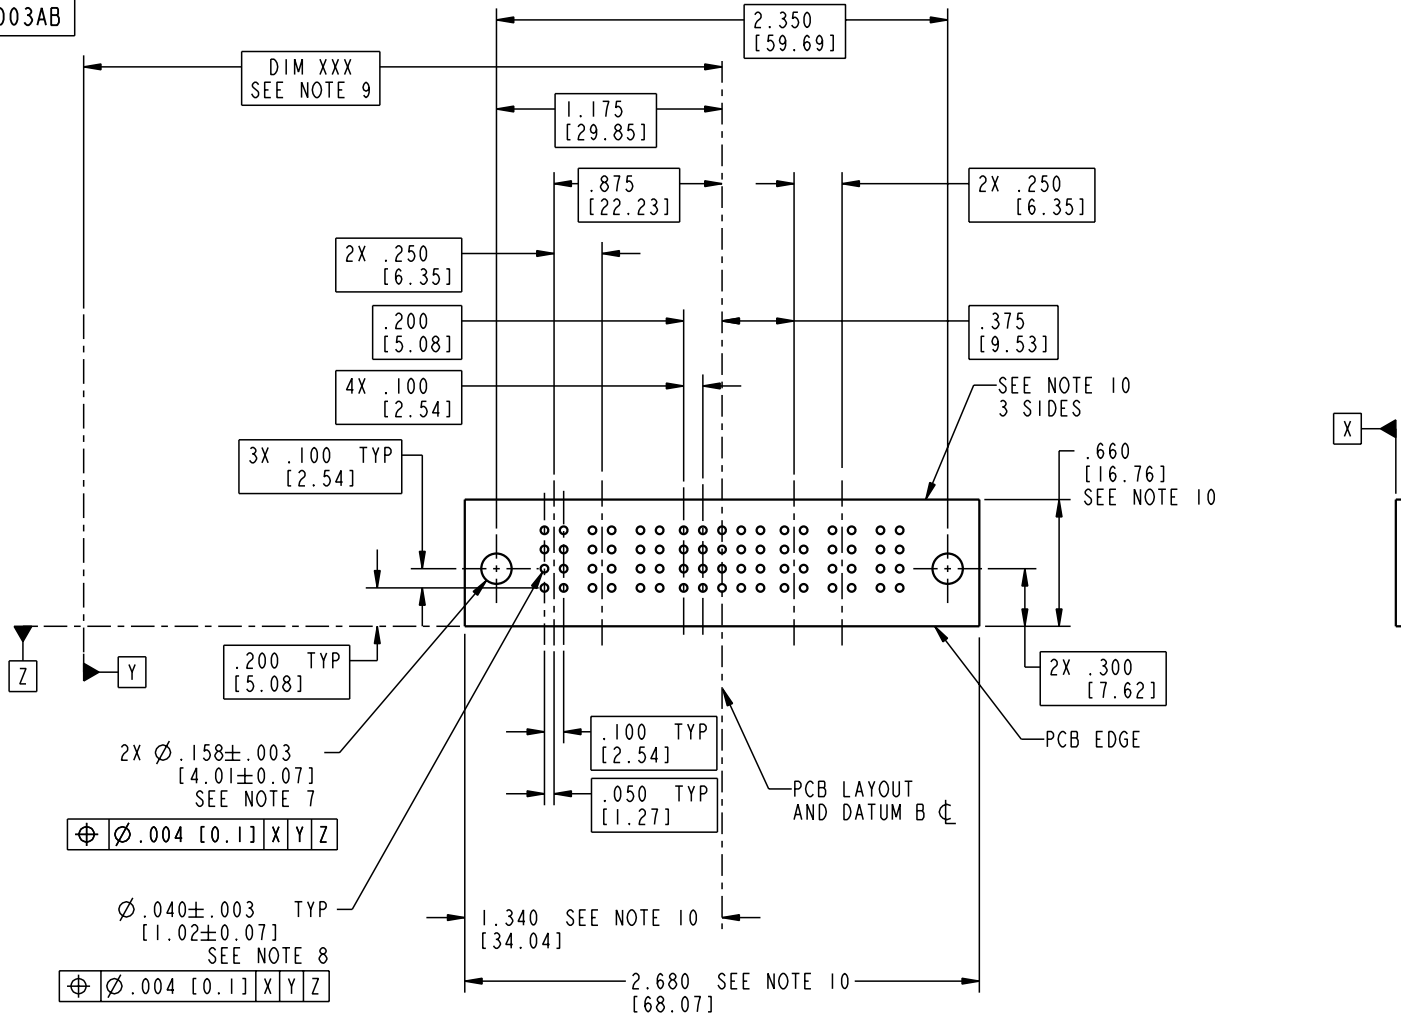 003AB
2.350
[59.69]
DIM XXX
SEE NOTE 9
1.175
[29.85]
.875
[22.23]
2X .250
[6.35]
2X .250
[6.35]
.200
[5.08]
.375
[9.53]
4X .100
[2.54]
SEE NOTE 10
3 SIDES
X
3X .100 TYP
[2.54]
.660
[16.76]
SEE NOTE 10
Z
Y
.200 TYP
[5.08]
2X .300
[7.62]
.100 TYP
[2.54]
PCB EDGE
2X Ø.158±.003
[4.01±0.07]
SEE NOTE 7
.050 TYP
[1.27]
PCB LAYOUT
AND DATUM B ℄
⌖ Ø.004 [0.1] X Y Z
Ø.040±.003 TYP
[1.02±0.07]
SEE NOTE 8
1.340 SEE NOTE 10
[34.04]
⌖ Ø.004 [0.1] X Y Z
2.680 SEE NOTE 10
[68.07]